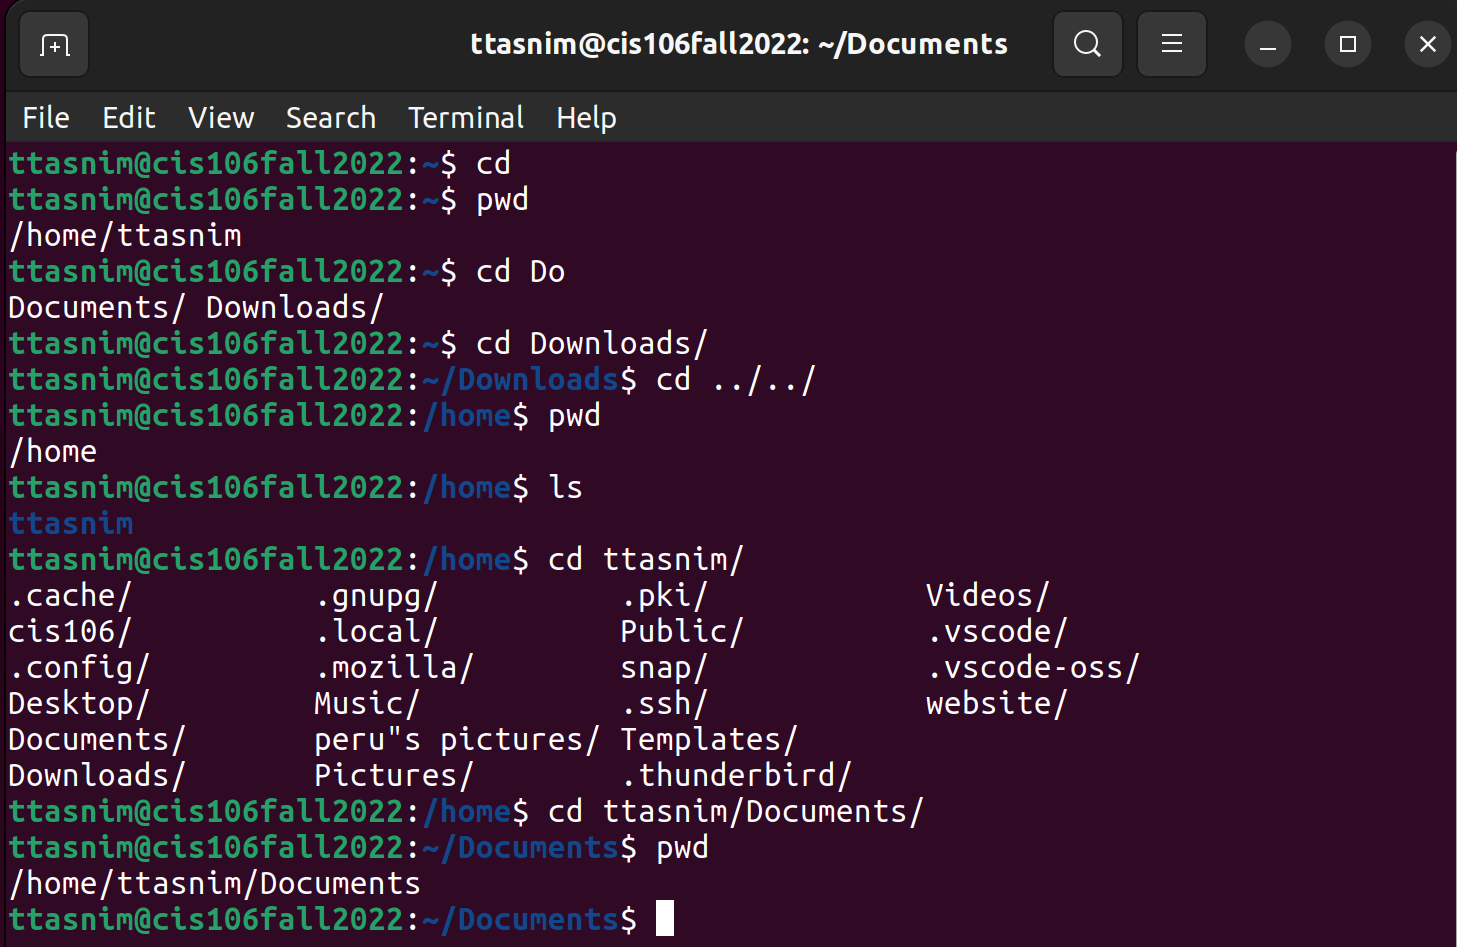 ttasnim@cis106fall2022: ~/Documents
File Edit View Search Terminal Help
ttasnim@cis106fall2022:~$ cd
ttasnim@cis106fall2022:~$ pwd
/home/ttasnim
ttasnim@cis106fall2022:~$ cd Do
Documents/ Downloads/
ttasnim@cis106fall2022:~$ cd Downloads/
ttasnim@cis106fall2022:~/Downloads$ cd ../../
ttasnim@cis106fall2022:/home$ pwd
/home
ttasnim@cis106fall2022:/home$ ls
ttasnim
ttasnim@cis106fall2022:/home$ cd ttasnim/
.cache/ .gnupg/ .pki/ Videos/
cis106/ .local/ Public/ .vscode/
.config/ .mozilla/ snap/ .vscode-oss/
Desktop/ Music/ .ssh/ website/
Documents/ peru"s pictures/ Templates/
Downloads/ Pictures/ .thunderbird/
ttasnim@cis106fall2022:/home$ cd ttasnim/Documents/
ttasnim@cis106fall2022:~/Documents$ pwd
/home/ttasnim/Documents
ttasnim@cis106fall2022:~/Documents$